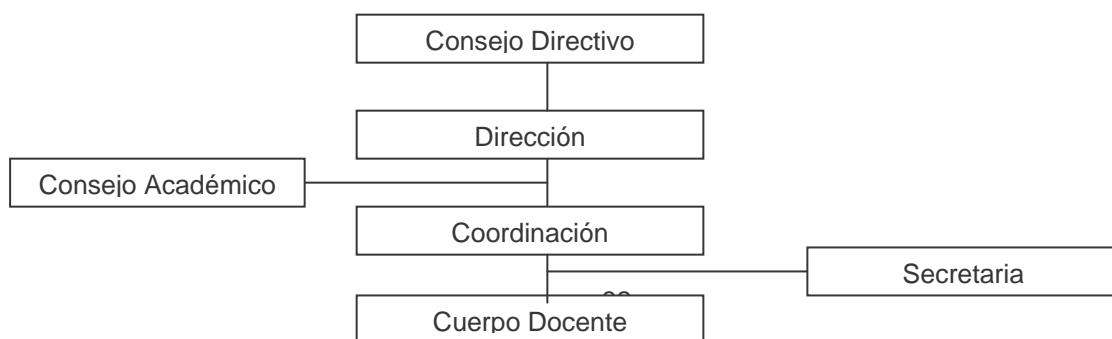 Consejo Directivo
Dirección
Consejo Académico
Coordinación
Secretaria
Cuerpo Docente